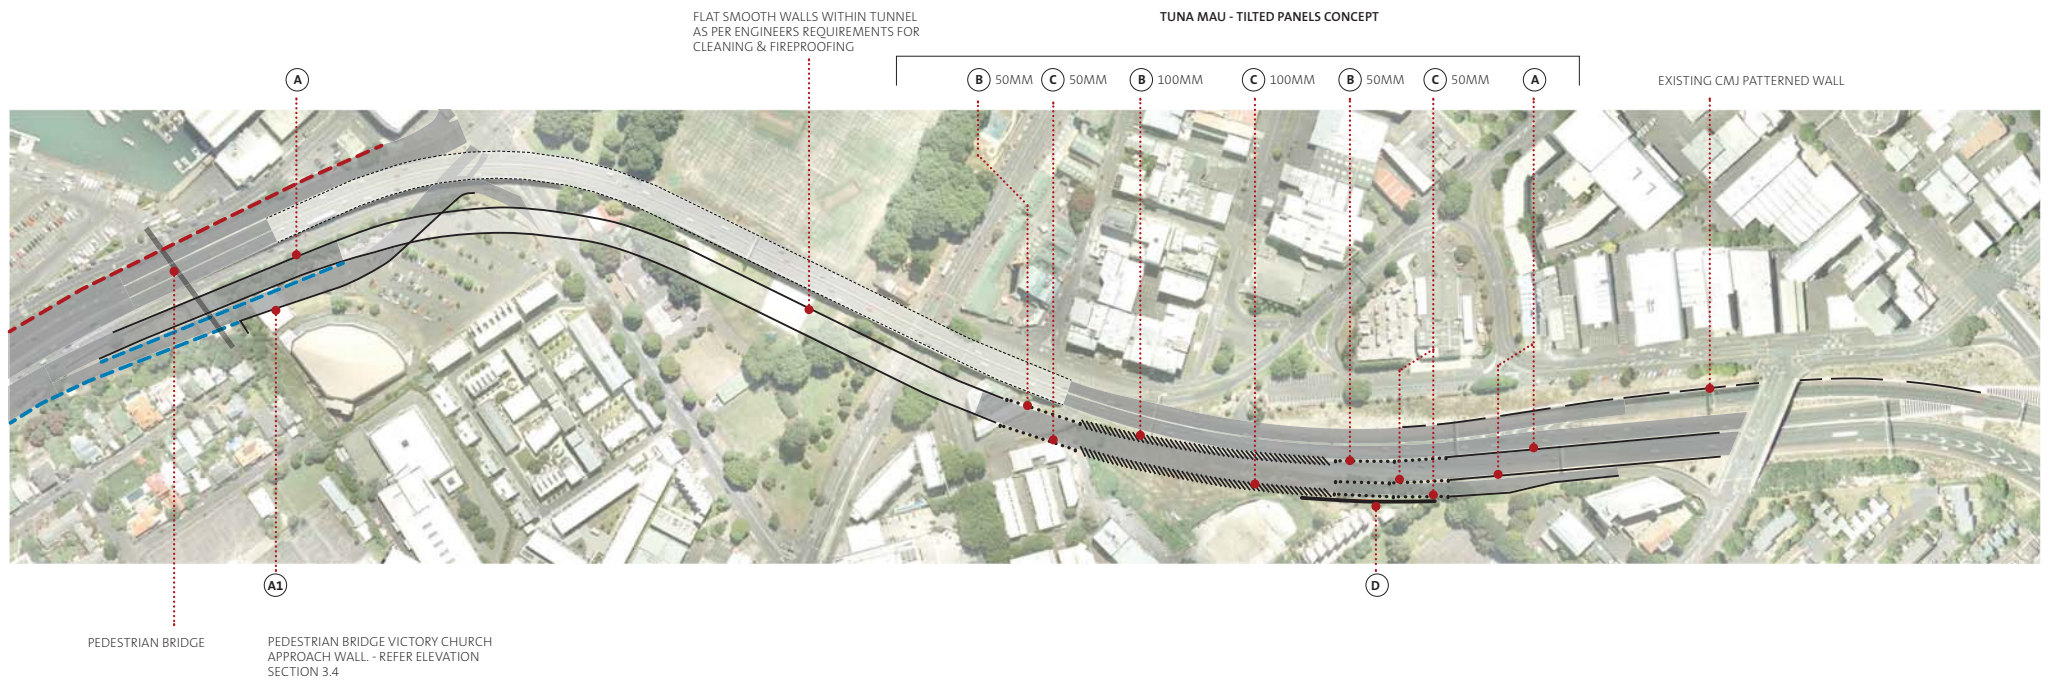 FLAT SMOOTH WALLS WITHIN TUNNEL
AS PER ENGINEERS REQUIREMENTS FOR
CLEANING & FIREPROOFING
TUNA MAU - TILTED PANELS CONCEPT
A
B 50MM
C 50MM
B 100MM
C 100MM
B 50MM
C 50MM
A
EXISTING CMJ PATTERNED WALL
A1
D
PEDESTRIAN BRIDGE
PEDESTRIAN BRIDGE VICTORY CHURCH
APPROACH WALL. - REFER ELEVATION
SECTION 3.4